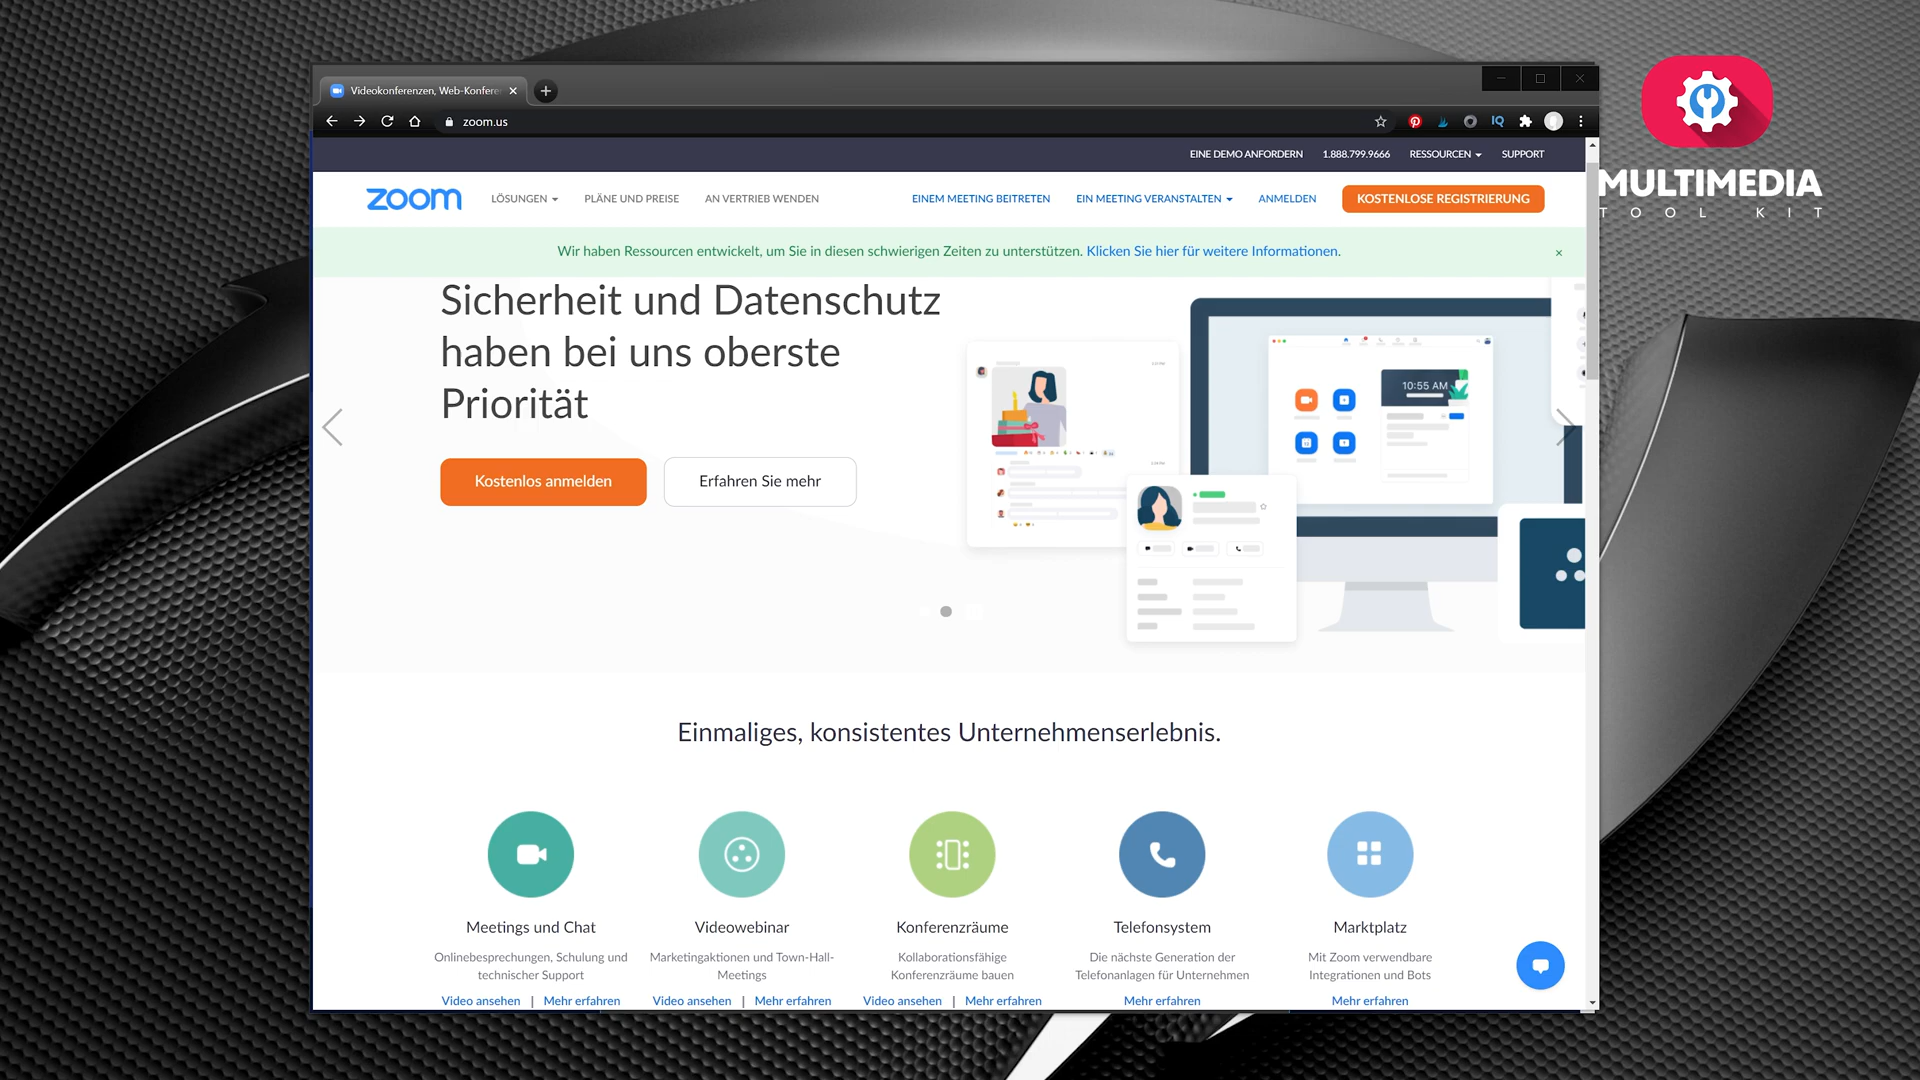 Videokonferenzen, Web-Konferen
zoom.us
IQ
EINE DEMO ANFORDERN 1.888.799.9666 RESSOURCEN SUPPORT
zoom LÖSUNGEN PLÄNE UND PREISE AN VERTRIEB WENDEN EINEM MEETING BEITRETEN EIN MEETING VERANSTALTEN ANMELDEN KOSTENLOSE REGISTRIERUNG
MULTIMEDIA
TOOL KIT
Wir haben Ressourcen entwickelt, um Sie in diesen schwierigen Zeiten zu unterstützen. Klicken Sie hier für weitere Informationen.
Sicherheit und Datenschutz
haben bei uns oberste
Priorität
10:55 AM
Kostenlos anmelden Erfahren Sie mehr
Einmaliges, konsistentes Unternehmenserlebnis.
Meetings und Chat
Onlinebesprechungen, Schulung und
technischer Support
Video ansehen | Mehr erfahren
Videowebinar
Marketingaktionen und Town-Hall-
Meetings
Video ansehen | Mehr erfahren
Konferenzräume
Kollaborationsfähige
Konferenzräume bauen
Video ansehen | Mehr erfahren
Telefonsystem
Die nächste Generation der
Telefonanlagen für Unternehmen
Mehr erfahren
Marktplatz
Mit Zoom verwendbare
Integrationen und Bots
Mehr erfahren